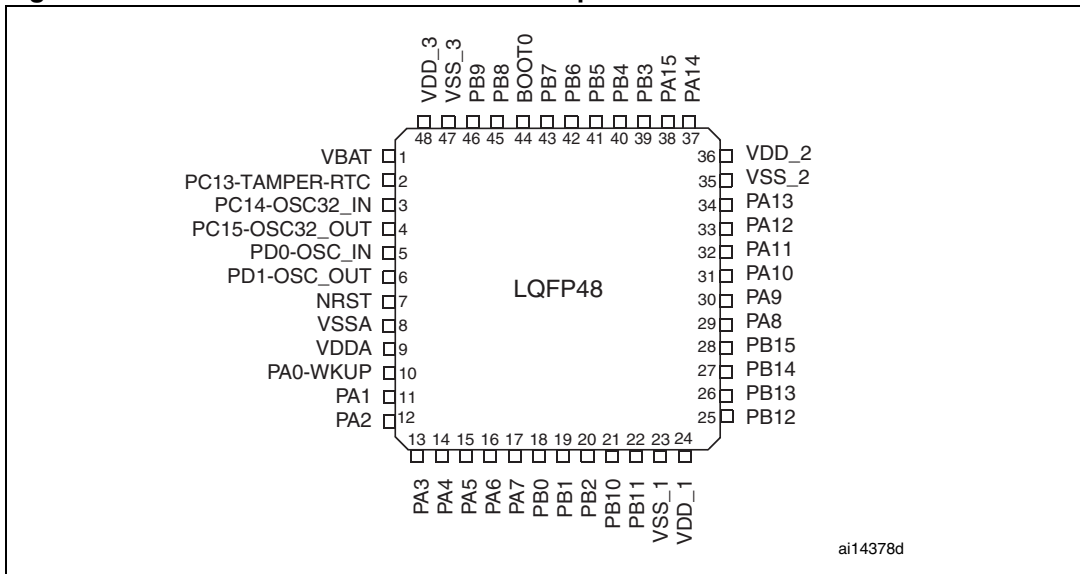 VDD_3
VSS_3
PB9
PB8
BOOT0
PB7
PB6
PB5
PB4
PB3
PA15
PA14
48 47 46 45 44 43 42 41 40 39 38 37
VBAT 1
PC13-TAMPER-RTC 2
PC14-OSC32_IN 3
PC15-OSC32_OUT 4
PD0-OSC_IN 5
PD1-OSC_OUT 6
NRST 7
VSSA 8
VDDA 9
PA0-WKUP 10
PA1 11
PA2 12
LQFP48
36 VDD_2
35 VSS_2
34 PA13
33 PA12
32 PA11
31 PA10
30 PA9
29 PA8
28 PB15
27 PB14
26 PB13
25 PB12
13 14 15 16 17 18 19 20 21 22 23 24
PA3
PA4
PA5
PA6
PA7
PB0
PB1
PB2
PB10
PB11
VSS_1
VDD_1
ai14378d